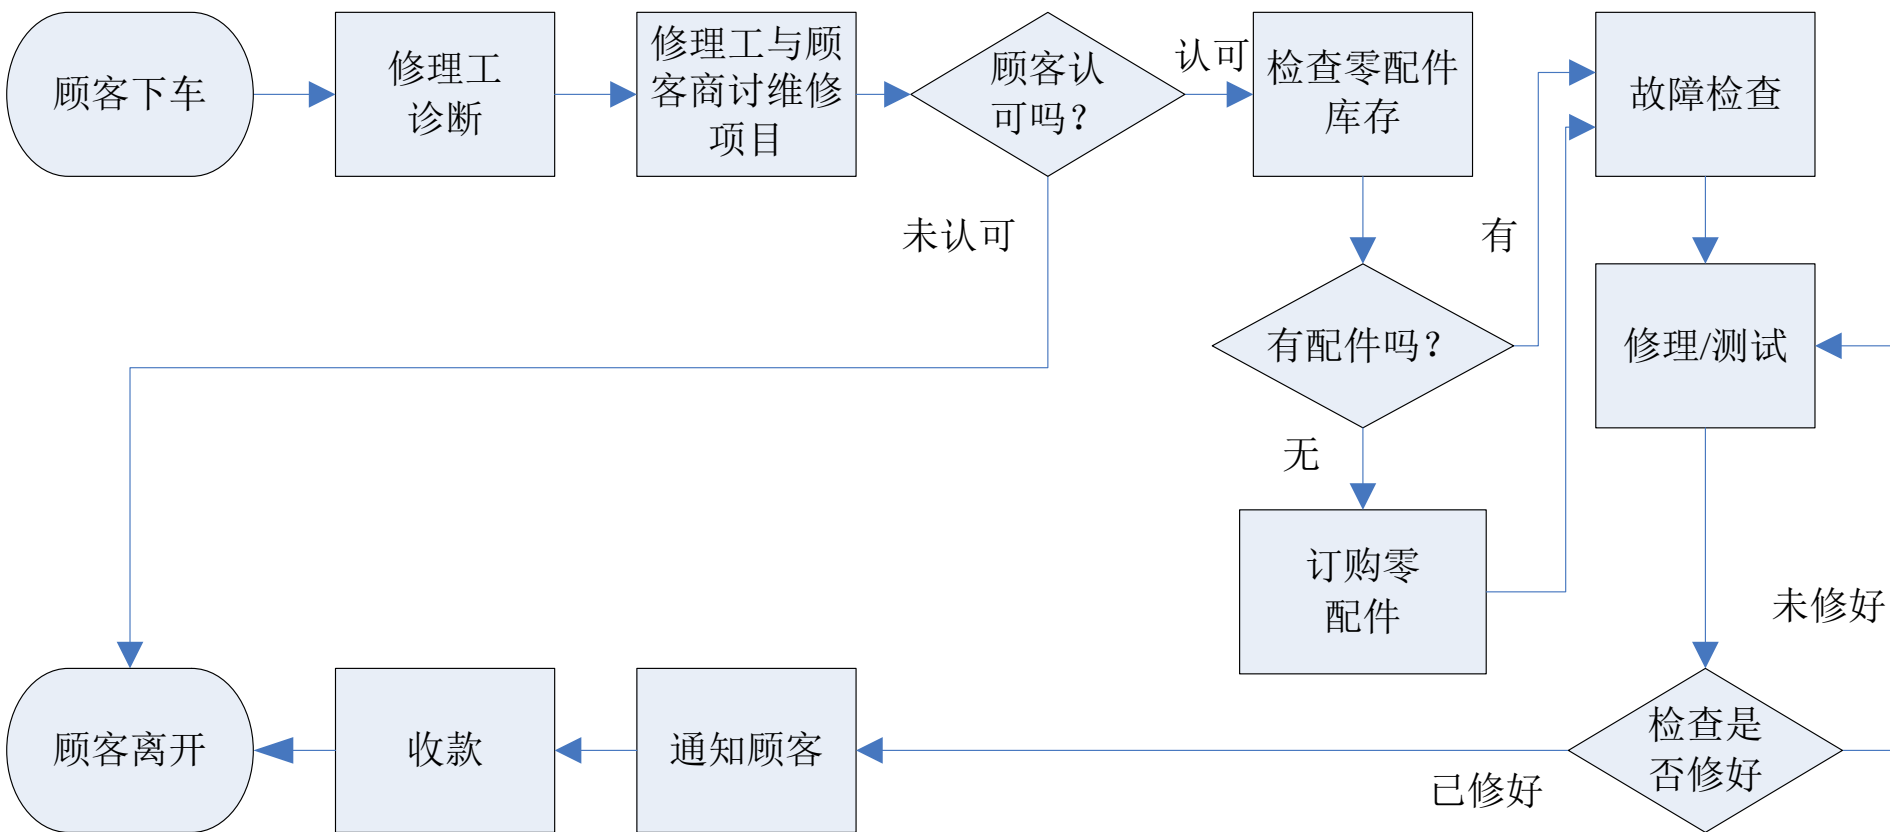 顾客下车
修理工
诊断
修理工与顾
客商讨维修
项目
顾客认
可吗?
认可
检查零配件
库存
故障检查
未认可
有
有配件吗?
修理/测试
无
订购零
配件
未修好
顾客离开
收款
通知顾客
已修好
检查是
否修好